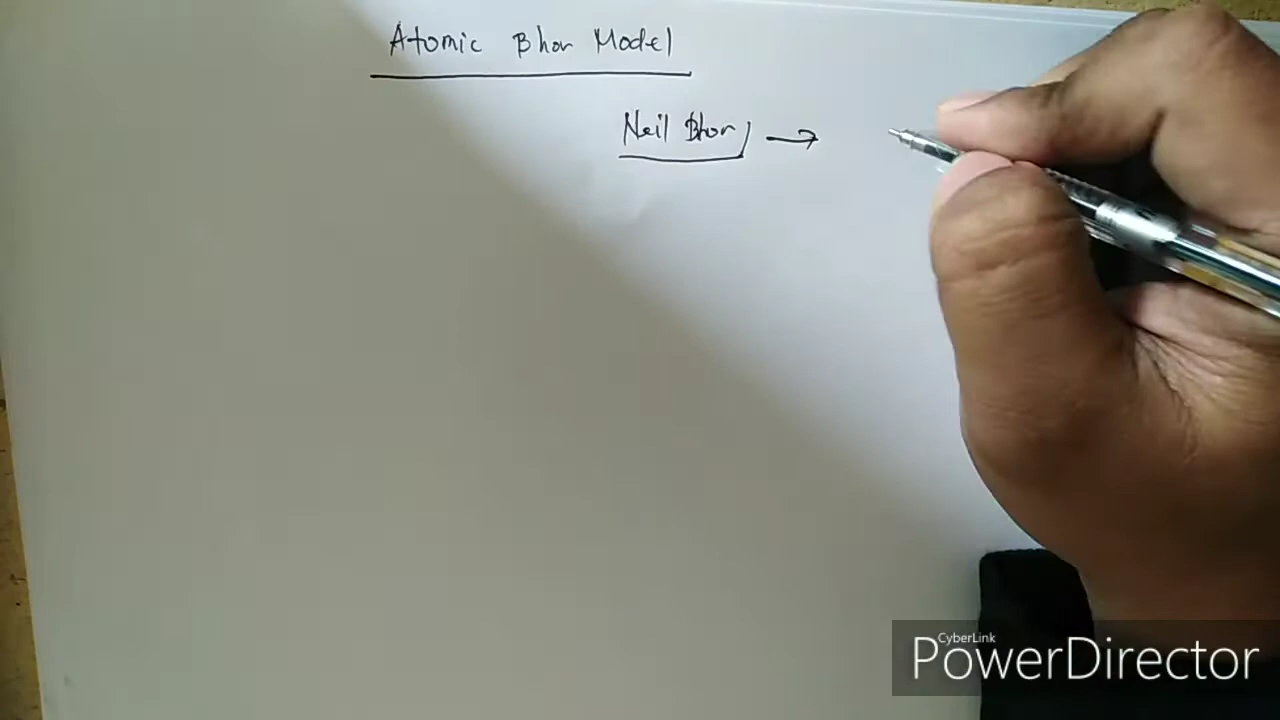 Atomic Bhor Model
Neil Bhor →
CyberLink
PowerDirector